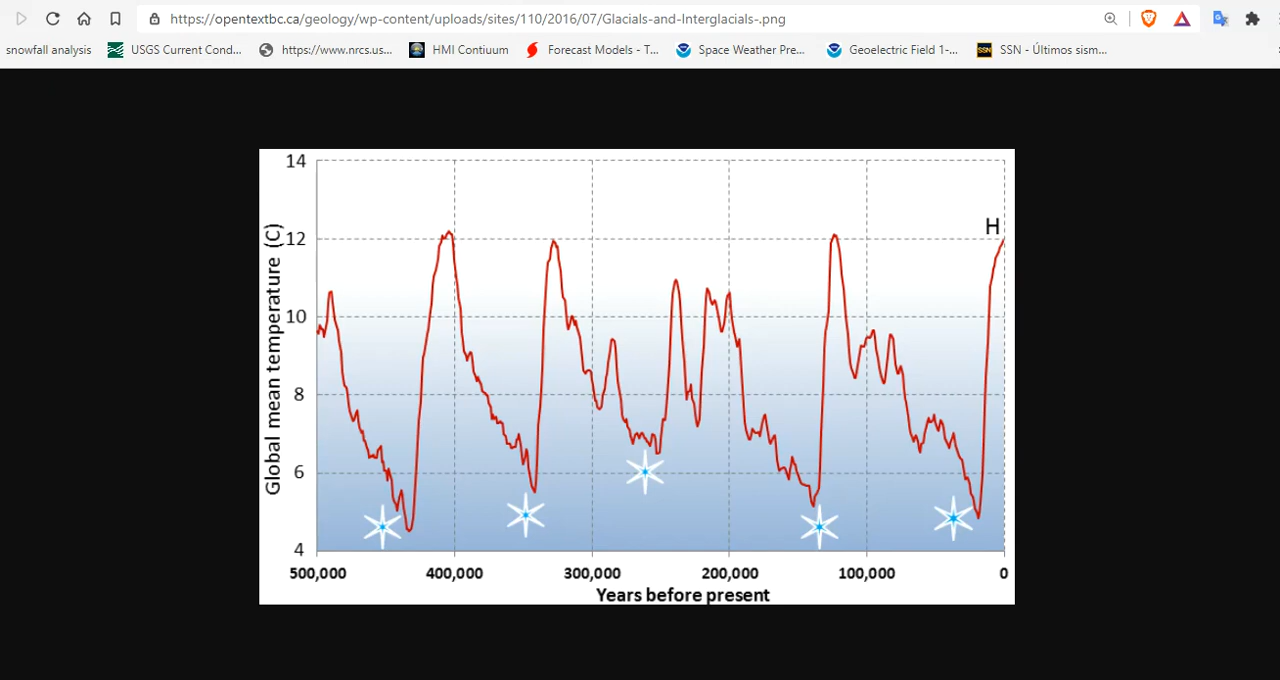 https://opentextbc.ca/geology/wp-content/uploads/sites/110/2016/07/Glacials-and-Interglacials-.png
snowfall analysis USGS Current Cond... https://www.nrcs.us... HMI Contiuum Forecast Models - T... Space Weather Pre... Geoelectric Field 1-... SSN SSN - Últimos sism...
14
H
12
10
8
6
4
Global mean temperature (C)
500,000 400,000 300,000 200,000 100,000 0
Years before present